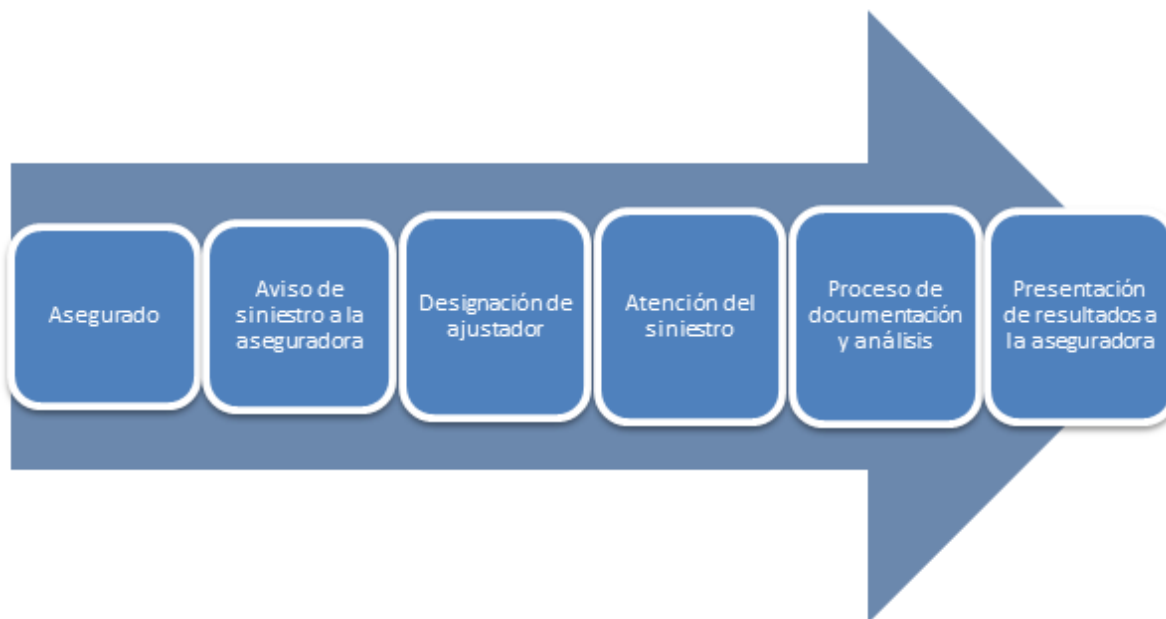 Asegurado
Aviso de
siniestro a la
aseguradora
Designación de
ajustador
Atención del
siniestro
Proceso de
documentación
y análisis
Presentación
de resultados a
la aseguradora